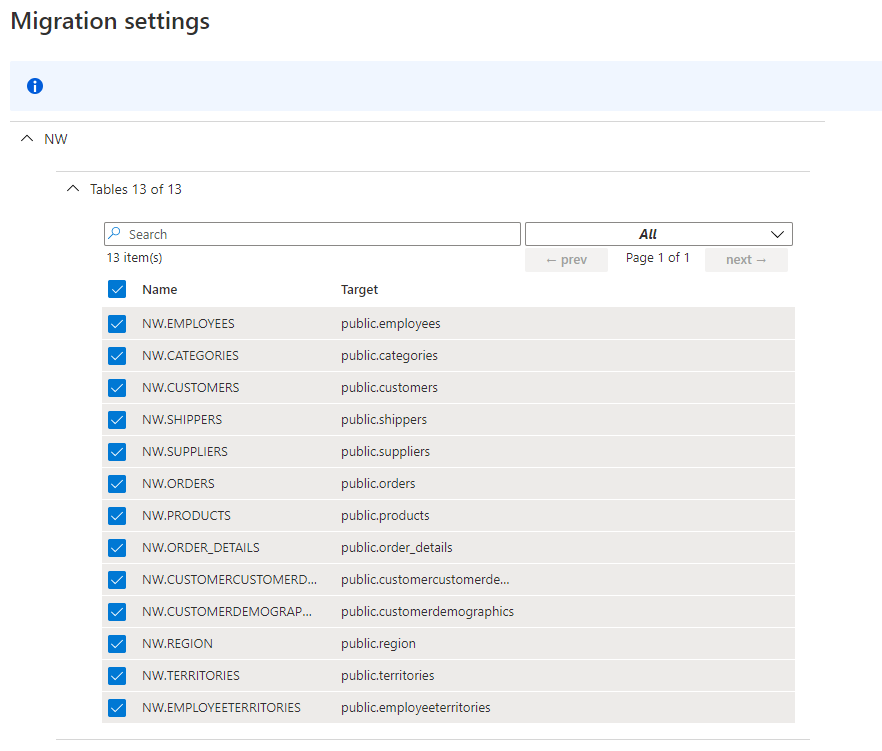 Migration settings
NW
Tables 13 of 13
Search All
13 item(s) ← prev Page 1 of 1 next →
Name Target
NW.EMPLOYEES public.employees
NW.CATEGORIES public.categories
NW.CUSTOMERS public.customers
NW.SHIPPERS public.shippers
NW.SUPPLIERS public.suppliers
NW.ORDERS public.orders
NW.PRODUCTS public.products
NW.ORDER_DETAILS public.order_details
NW.CUSTOMERCUSTOMERD... public.customercustomerde...
NW.CUSTOMERDEMOGRAP... public.customerdemographics
NW.REGION public.region
NW.TERRITORIES public.territories
NW.EMPLOYEETERRITORIES public.employeeterritories